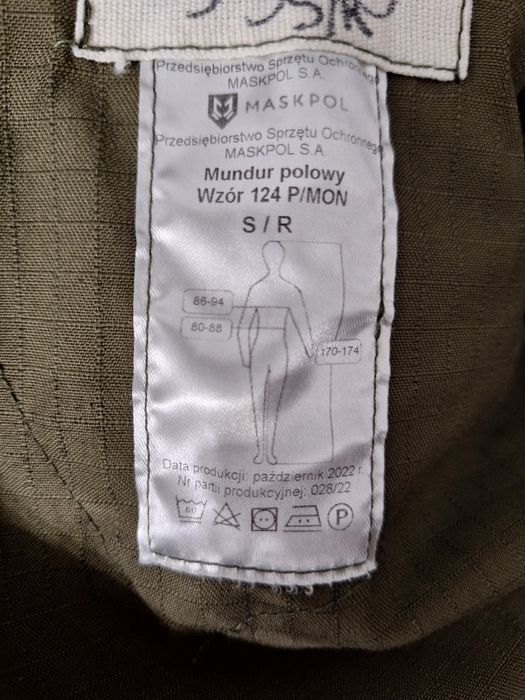 S/R
Przedsiębiorstwo Sprzętu Ochronnego
MASKPOL S.A.
MASKPOL
Przedsiębiorstwo Sprzętu Ochronnego
MASKPOL S.A.
Mundur polowy
Wzór 124 P/MON
S / R
86-94
80-88
170-174
Data produkcji: październik 2022 r.
Nr partii produkcyjnej: 028/22
60
P